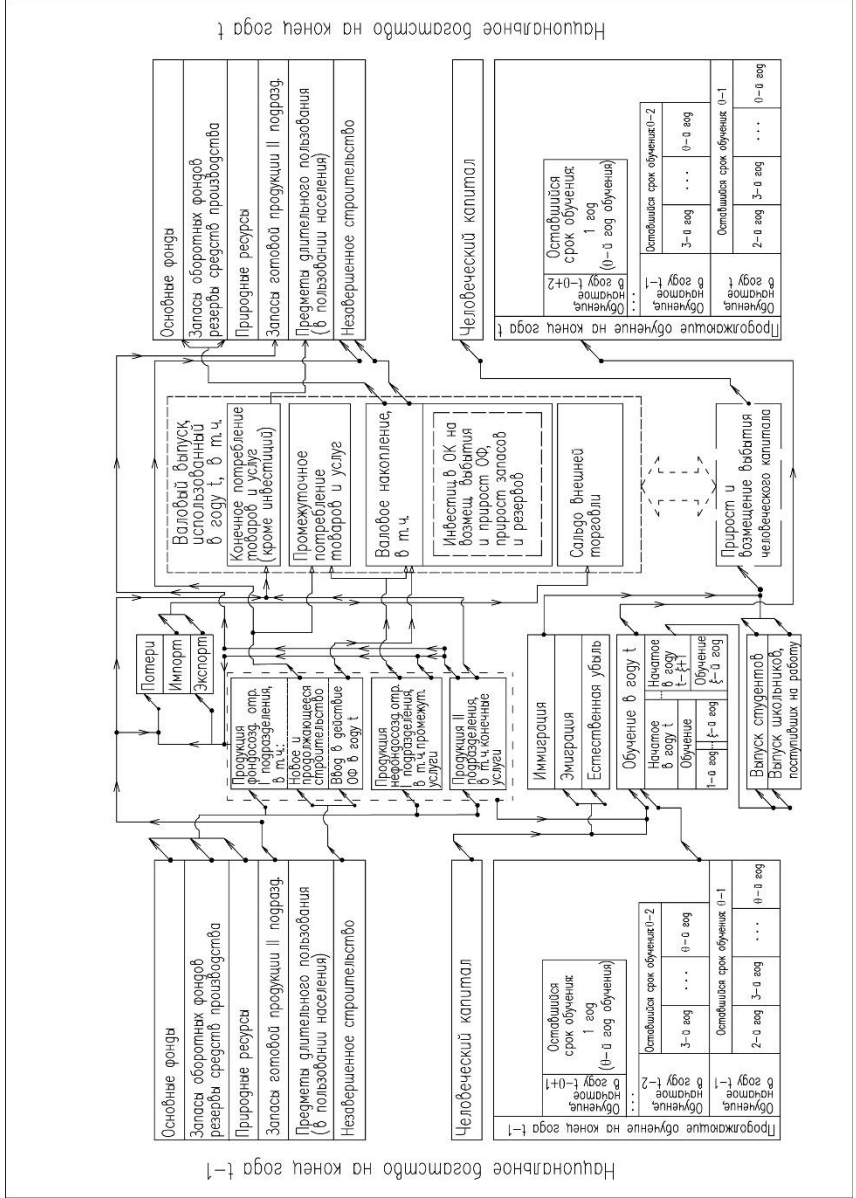 Национальное богатство на конец года t-1
Основные фонды
Запасы оборотных фондов
резервы средств производства
Природные ресурсы
Запасы готовой продукции II подразд.
Предметы длительного пользования
(в пользовании населения)
Незавершенное строительство
Человеческий капитал
Продолжающие обучение на конец года t-1
Обучение,
начатое
в году t-θ+1
Оставшийся
срок обучения:
1 год
(θ-й год обучения)
...
Обучение,
начатое
в году t-2
Оставшийся срок обучения:θ-2
3-й год
...
θ-й год
Обучение,
начатое
в году t-1
Оставшийся срок обучения θ-1
2-й год
3-й год
...
θ-й год
Потери
Импорт
Экспорт
Продукция
фондосозд. отр.
I подразделения,
в т.ч.:
Новое и
продолжающееся
строительство
Ввод в действие
ОФ в году t
Продукция
нефондосозд.отр.
I подразделения,
в т.ч промежут.
услуги
Продукция II
подразделения,
в т.ч.конечные
услуги
Иммиграция
Эмиграция
Естественная убыль
Обучение в году t
Начатое
в году t
Обучение
1-й год
...
ξ-й год
...
Начатое
в году
t-ξ+1
Обучение
ξ-й год
Выпуск студентов
Выпуск школьников,
поступивших на работу
Валовый выпуск,
использованный
в году t, в т.ч.
Конечное потребление
товаров и услуг
(кроме инвестиций)
Промежуточное
потребление
товаров и услуг
Валовое накопление,
в т.ч.
Инвестиц.в ОК на
возмещ. выбытия
и прирост ОФ,
прирост запасов
и резервов
Сальдо внешней
торговли
Прирост и
возмещение выбытия
человеческого капитала
Основные фонды
Запасы оборотных фондов
резервы средств производства
Природные ресурсы
Запасы готовой продукции II подразд.
Предметы длительного пользования
(в пользовании населения)
Незавершенное строительство
Человеческий капитал
Продолжающие обучение на конец года t
Обучение,
начатое
в году t-θ+2
Оставшийся
срок обучения:
1 год
(θ-й год обучения)
...
Обучение,
начатое
в году t-1
Оставшийся срок обучения:θ-2
3-й год
...
θ-й год
Обучение,
начатое
в году t
Оставшийся срок обучения θ-1
2-й год
3-й год
...
θ-й год
Национальное богатство на конец года t